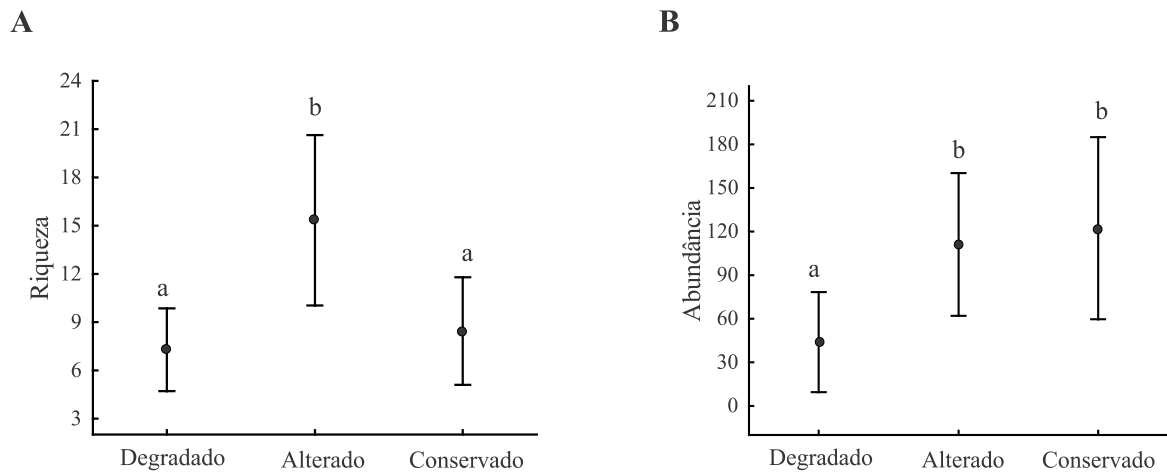 A
Riqueza
24
21
18
15
12
9
6
3
a
b
a
Degradado Alterado Conservado
B
Abundância
210
180
150
120
90
60
30
0
a
b
b
Degradado Alterado Conservado